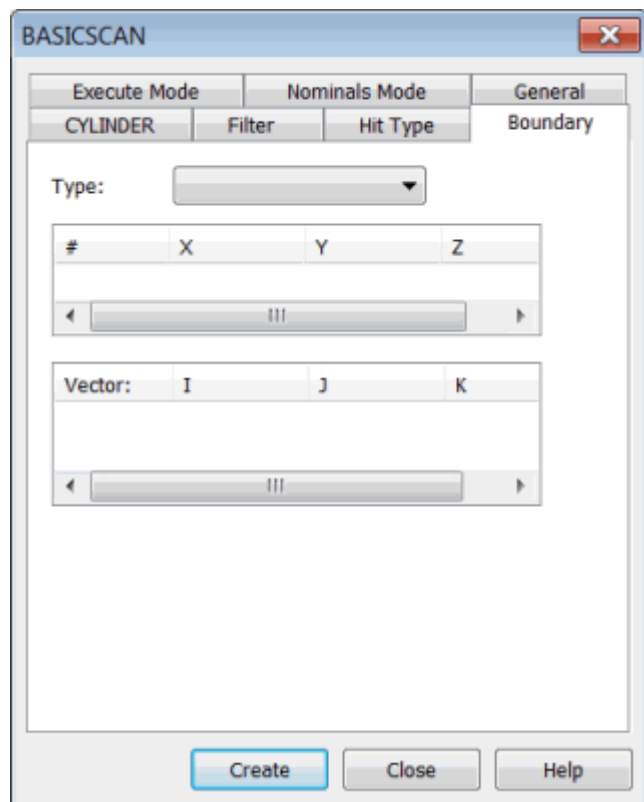 BASICSCAN
Execute Mode Nominals Mode General
CYLINDER Filter Hit Type Boundary
Type:
# X Y Z
Vector: I J K
Create Close Help